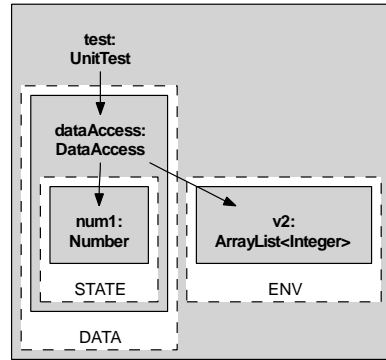 test:
UnitTest
dataAccess:
DataAccess
num1:
Number
STATE
DATA
v2:
ArrayList<Integer>
ENV